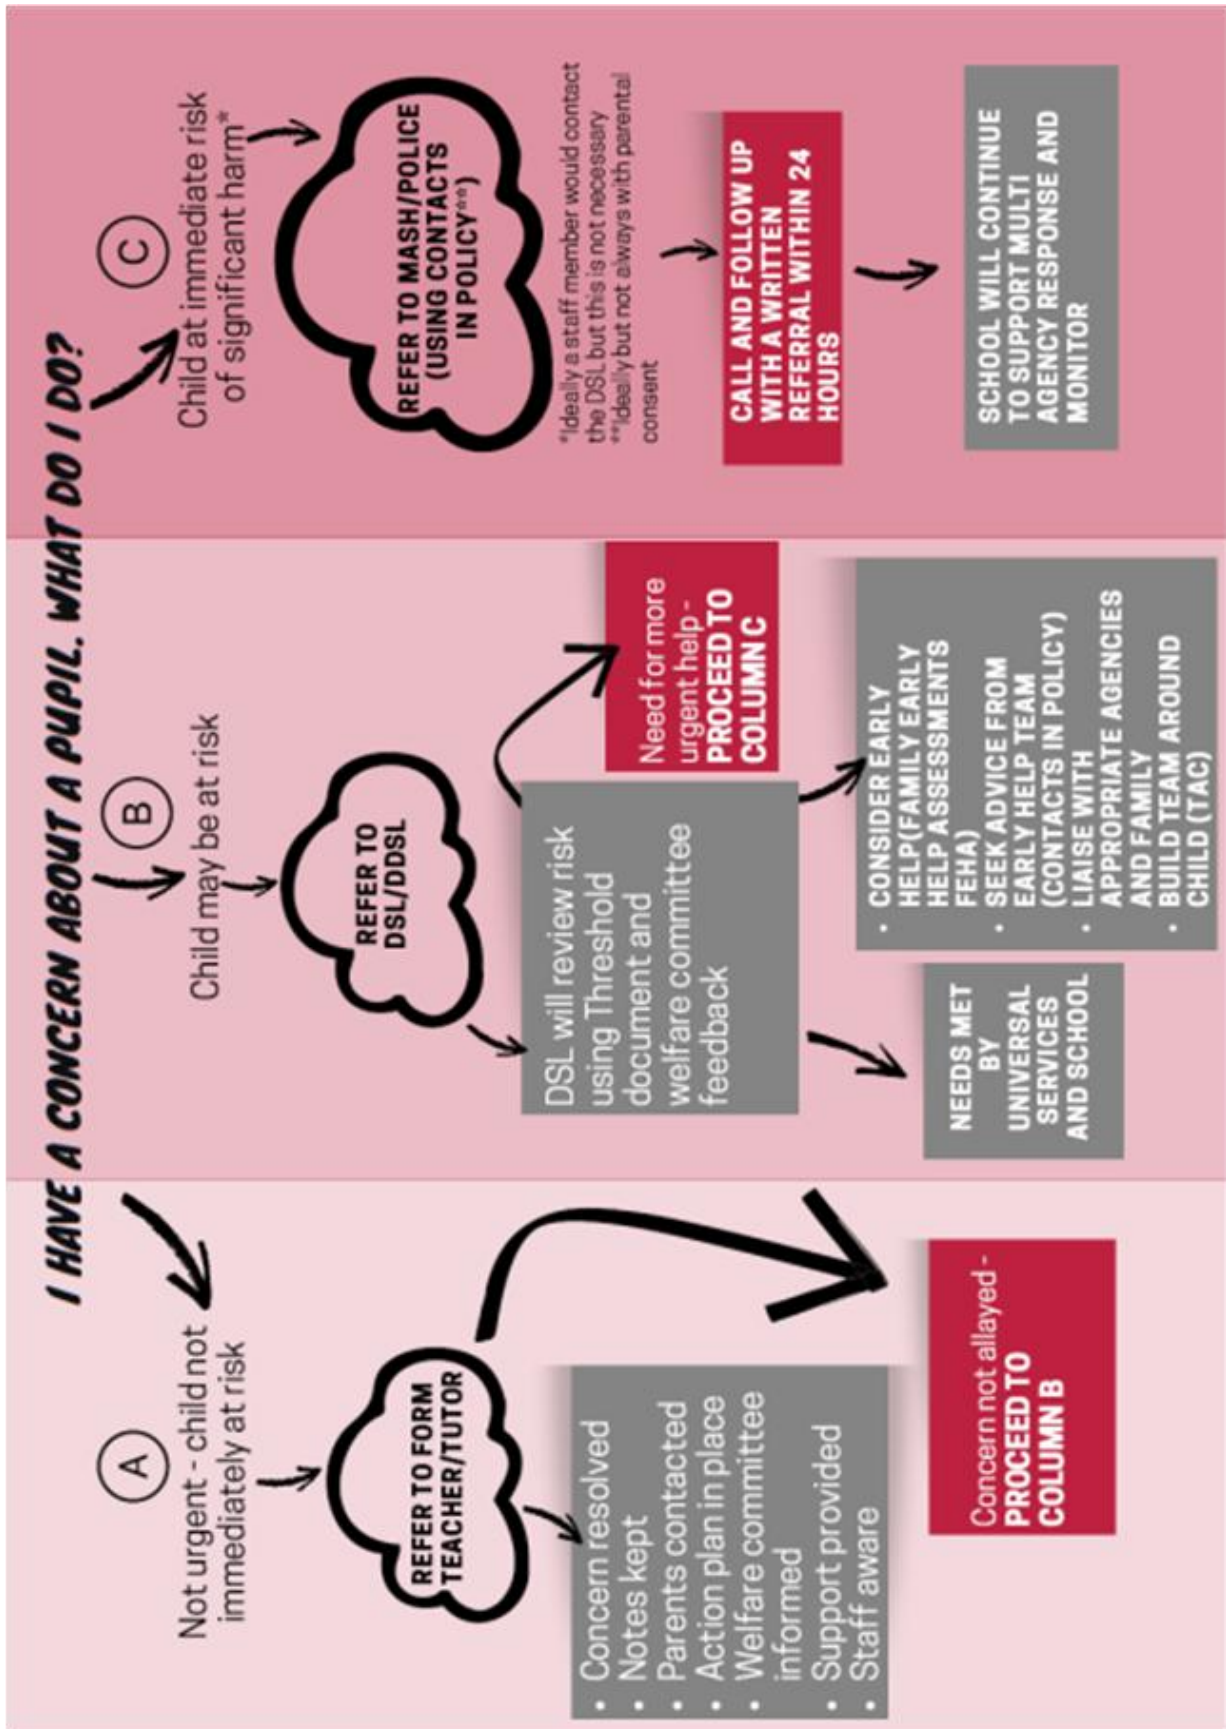 I HAVE A CONCERN ABOUT A PUPIL. WHAT DO I DO?
A
Not urgent - child not
immediately at risk
REFER TO FORM
TEACHER/TUTOR
• Concern resolved
• Notes kept
• Parents contacted
• Action plan in place
• Welfare committee
informed
• Support provided
• Staff aware
Concern not allayed -
PROCEED TO
COLUMN B
B
Child may be at risk
REFER TO
DSL/DDSL
DSL will review risk
using Threshold
document and
welfare committee
feedback
Need for more
urgent help -
PROCEED TO
COLUMN C
NEEDS MET
BY
UNIVERSAL
SERVICES
AND SCHOOL
• CONSIDER EARLY
HELP(FAMILY EARLY
HELP ASSESSMENTS
FEHA)
• SEEK ADVICE FROM
EARLY HELP TEAM
(CONTACTS IN POLICY)
• LIAISE WITH
APPROPRIATE AGENCIES
AND FAMILY
• BUILD TEAM AROUND
CHILD (TAC)
C
Child at immediate risk
of significant harm*
REFER TO MASH/POLICE
(USING CONTACTS
IN POLICY**)
*Ideally a staff member would contact
the DSL but this is not necessary
**Ideally but not always with parental
consent
CALL AND FOLLOW UP
WITH A WRITTEN
REFERRAL WITHIN 24
HOURS
SCHOOL WILL CONTINUE
TO SUPPORT MULTI
AGENCY RESPONSE AND
MONITOR